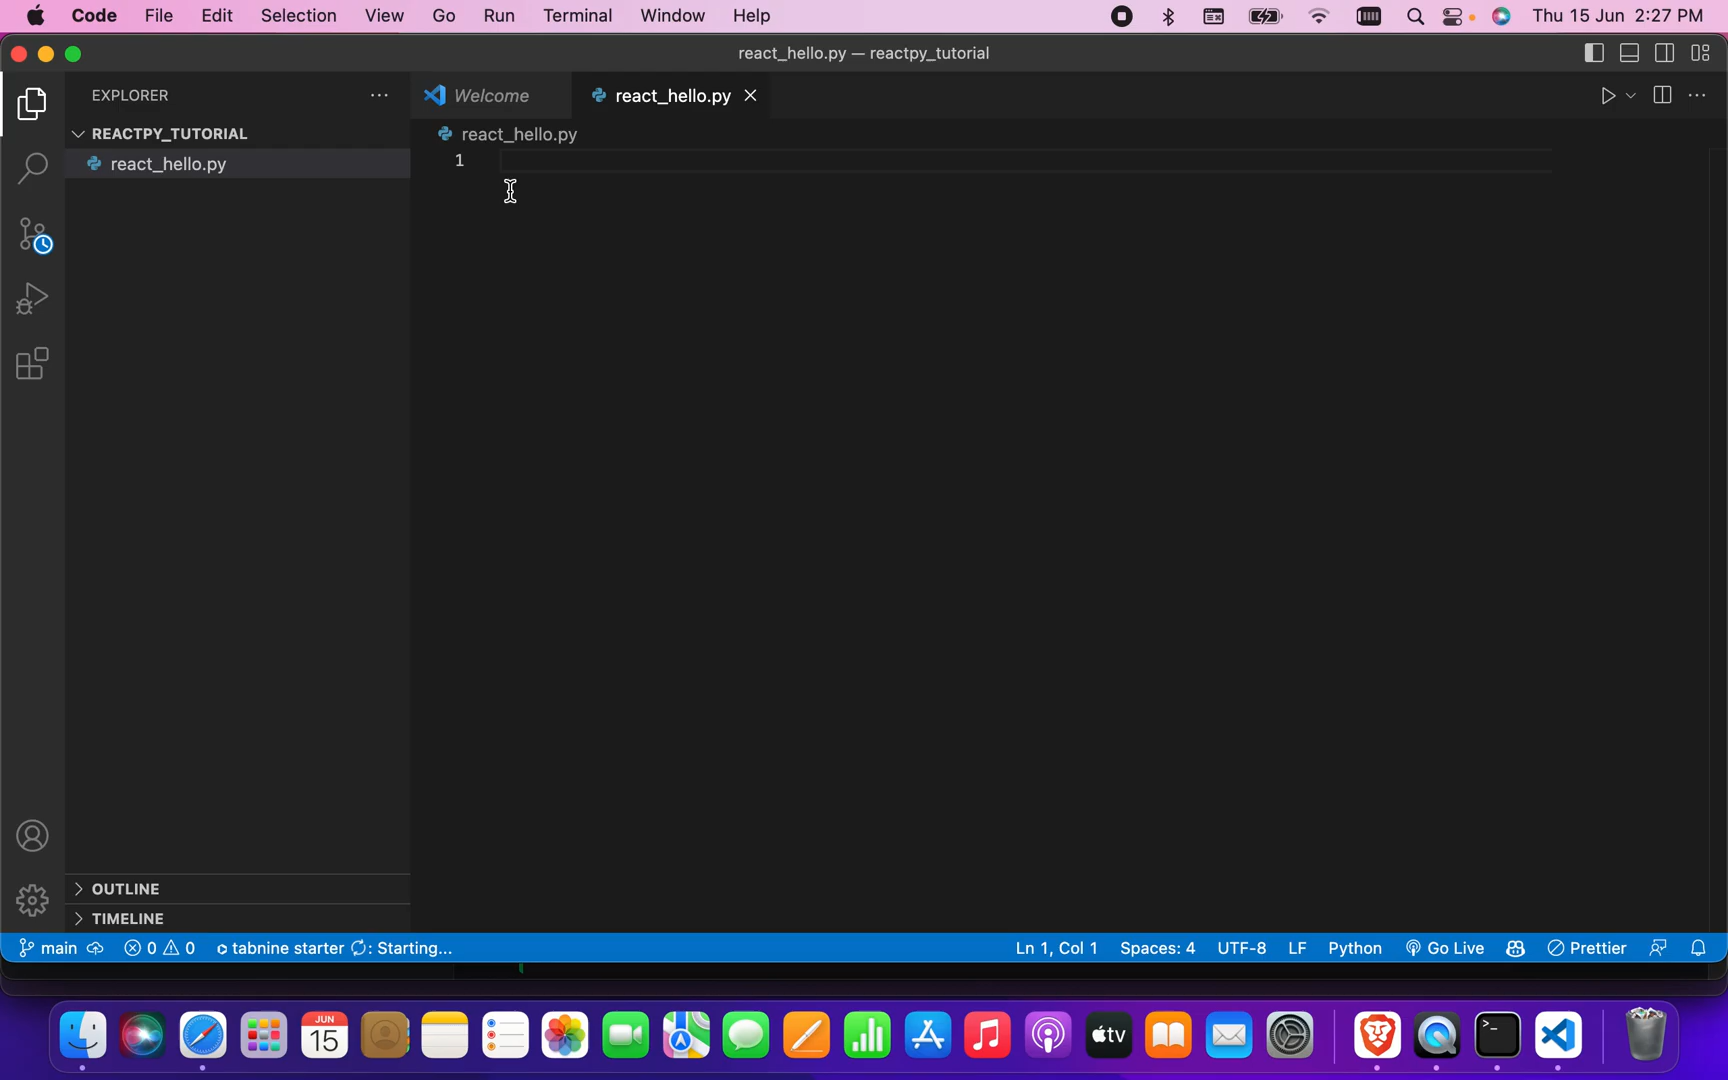 Code File Edit Selection View Go Run Terminal Window Help Thu 15 Jun 2:27 PM
react_hello.py — reactpy_tutorial
EXPLORER
Welcome
react_hello.py
REACTPY_TUTORIAL
react_hello.py
react_hello.py
1
OUTLINE
TIMELINE
main 0 0 tabnine starter : Starting... Ln 1, Col 1 Spaces: 4 UTF-8 LF Python Go Live Prettier
JUN
15
tv